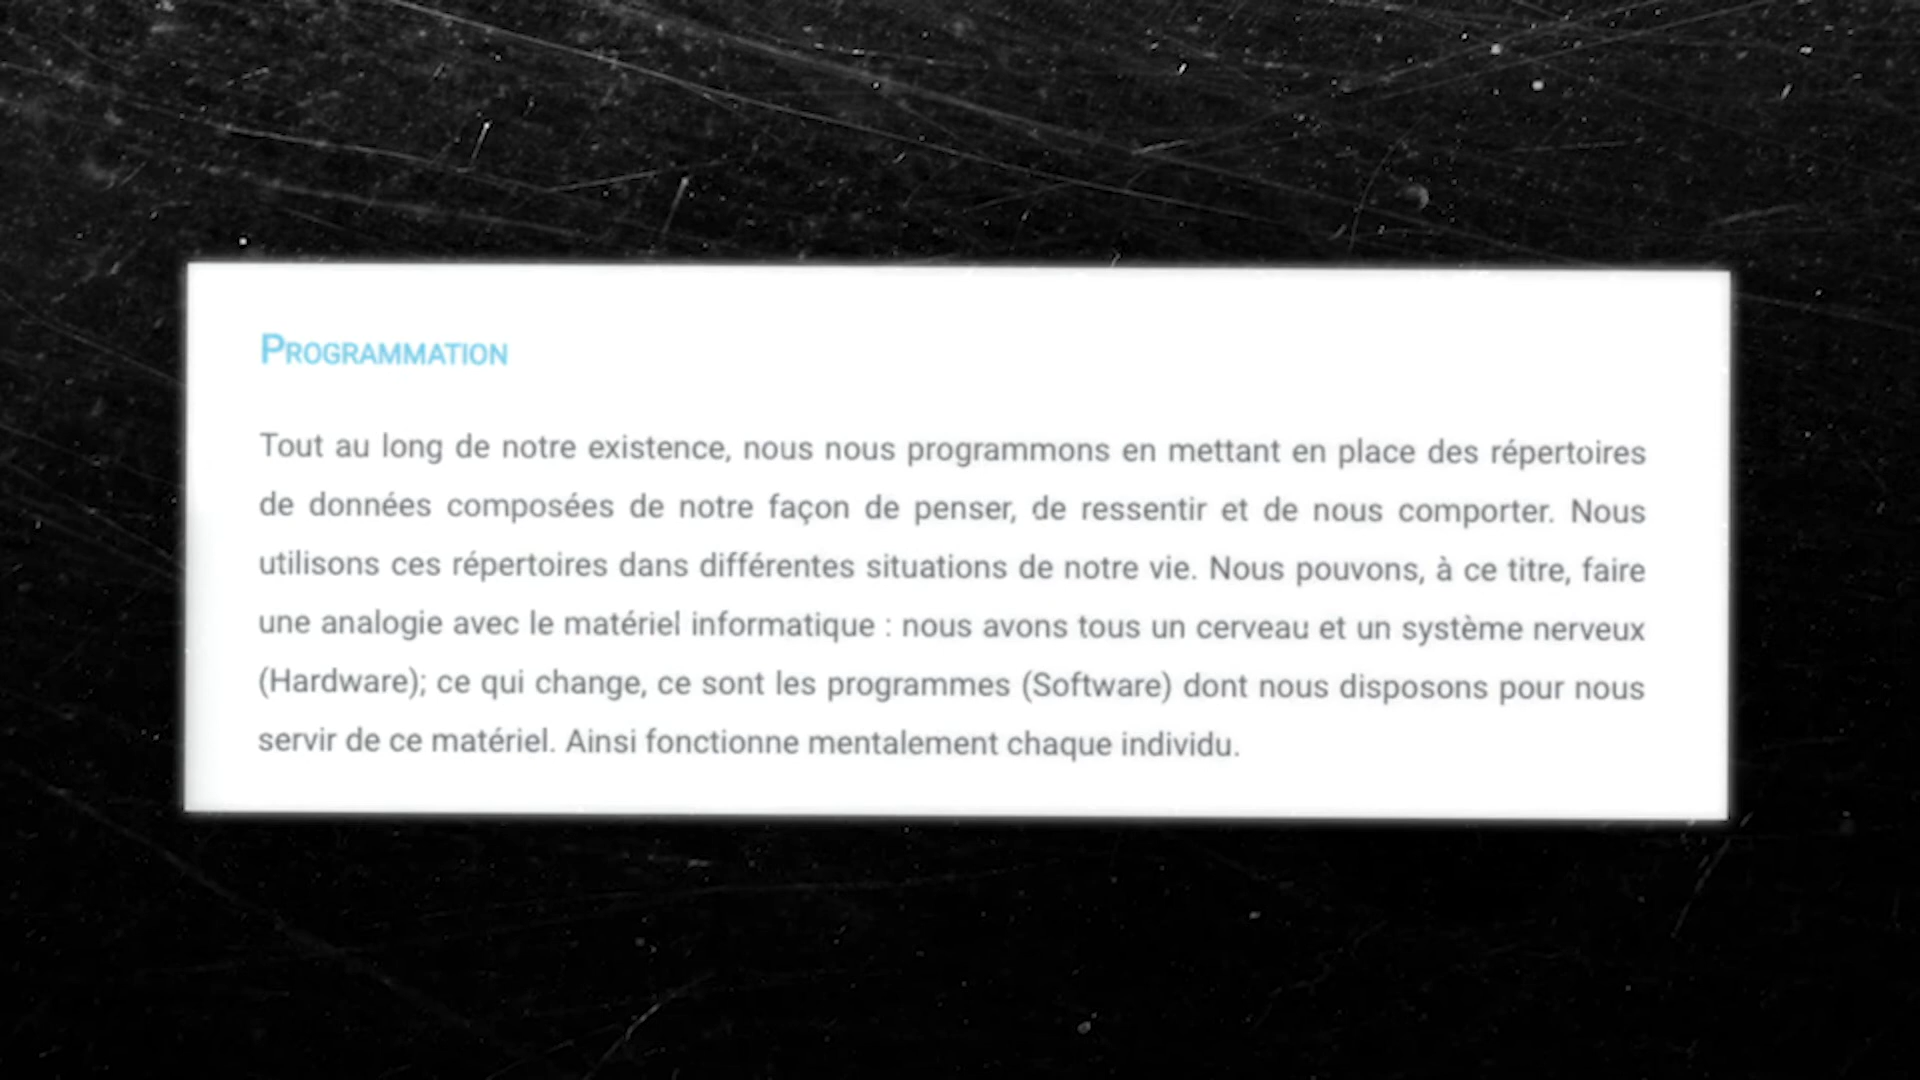 Programmation
Tout au long de notre existence, nous nous programmons en mettant en place des répertoires
de données composées de notre façon de penser, de ressentir et de nous comporter. Nous
utilisons ces répertoires dans différentes situations de notre vie. Nous pouvons, à ce titre, faire
une analogie avec le matériel informatique : nous avons tous un cerveau et un système nerveux
(Hardware); ce qui change, ce sont les programmes (Software) dont nous disposons pour nous
servir de ce matériel. Ainsi fonctionne mentalement chaque individu.